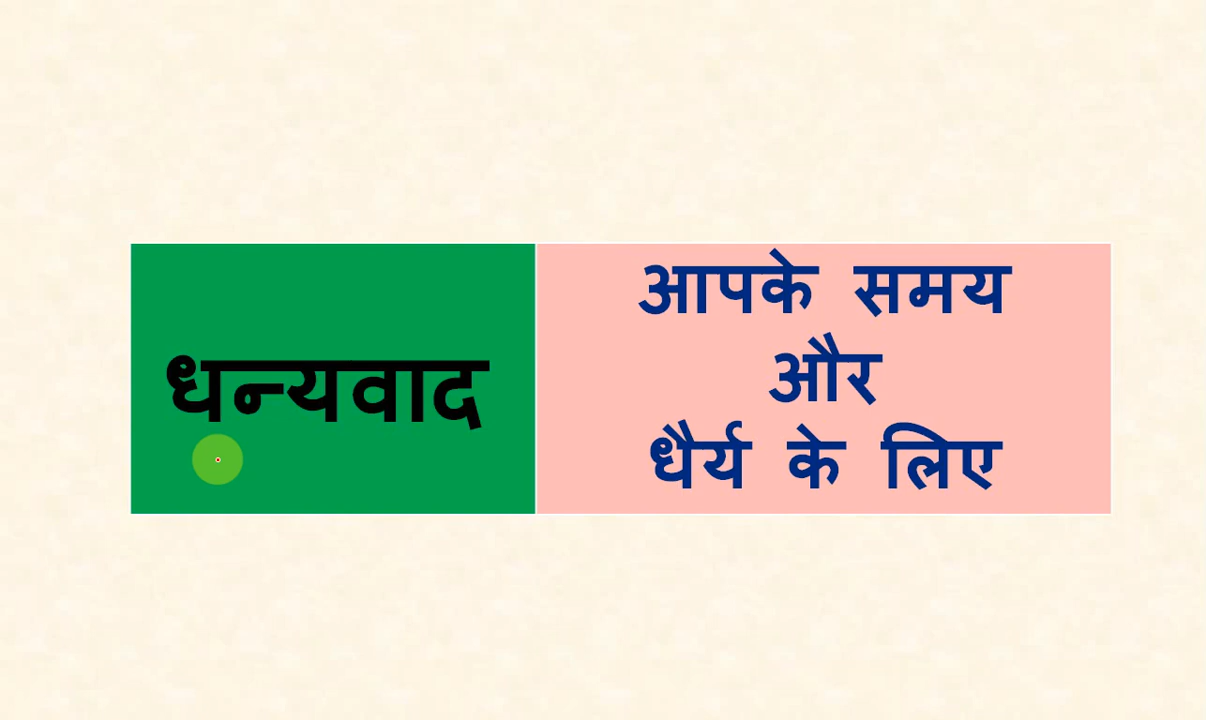 धन्यवाद
आपके समय
और
धैर्य के लिए